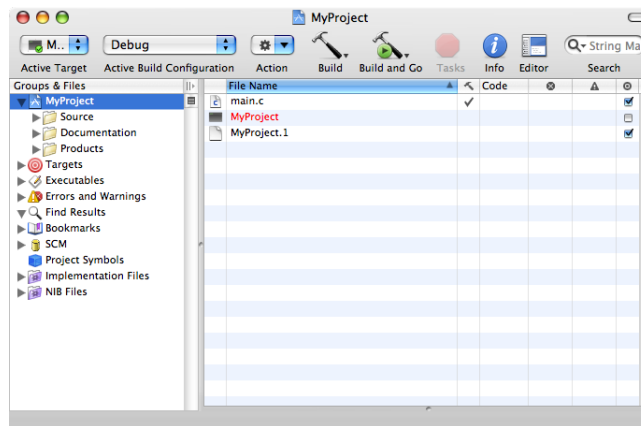 MyProject
M..
Debug
String Ma
Active Target
Active Build Configuration
Action
Build
Build and Go
Tasks
Info
Editor
Search
Groups & Files
File Name
Code
MyProject
Source
Documentation
Products
Targets
Executables
Errors and Warnings
Find Results
Bookmarks
SCM
Project Symbols
Implementation Files
NIB Files
main.c
MyProject
MyProject.1